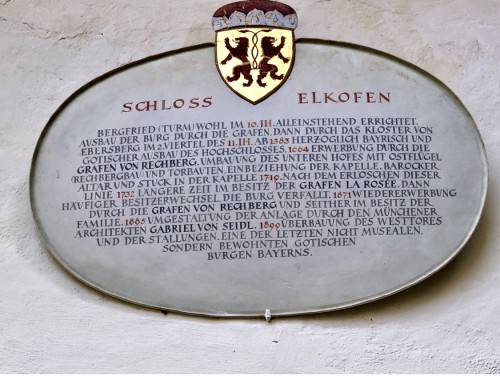 SCHLOSS ELKOFEN
BERGFRIED (TURM) WOHL IM 10. JH. ALLEINSTEHEND ERRICHTET.
AUSBAU DER BURG DURCH DIE GRAFEN, DANN DURCH DAS KLOSTER VON
EBERSBERG IM 2. VIERTEL DES 11. JH. AB 1383 HERZOGLICH BAYRISCH UND
GOTISCHER AUSBAU DES HOCHSCHLOSSES. 1664 ERWERBUNG DURCH DIE
GRAFEN VON RECHBERG, UMBAUUNG DES UNTEREN HOFES MIT OSTFLÜGEL
(RECHBERGBAU) UND TORBAUTEN, EINBEZIEHUNG DER KAPELLE. BAROCKER
ALTAR UND STUCK IN DER KAPELLE. 1719, NACH DEM ERLÖSCHEN DIESER
LINIE 1732 LÄNGERE ZEIT IM BESITZ DER GRAFEN LA ROSÉE. DANN
HÄUFIGER BESITZERWECHSEL, DIE BURG VERFÄLLT. 1871 WIEDERERWERBUNG
DURCH DIE GRAFEN VON RECHBERG UND SEITHER IM BESITZ DER
FAMILIE. 1885 UMGESTALTUNG DER ANLAGE DURCH DEN MÜNCHENER
ARCHITEKTEN GABRIEL VON SEIDL. 1899 ÜBERBAUUNG DES WESTTORES
UND DER STALLUNGEN. EINE DER LETZTEN NICHT MUSEALEN,
SONDERN BEWOHNTEN GOTISCHEN
BURGEN BAYERNS.